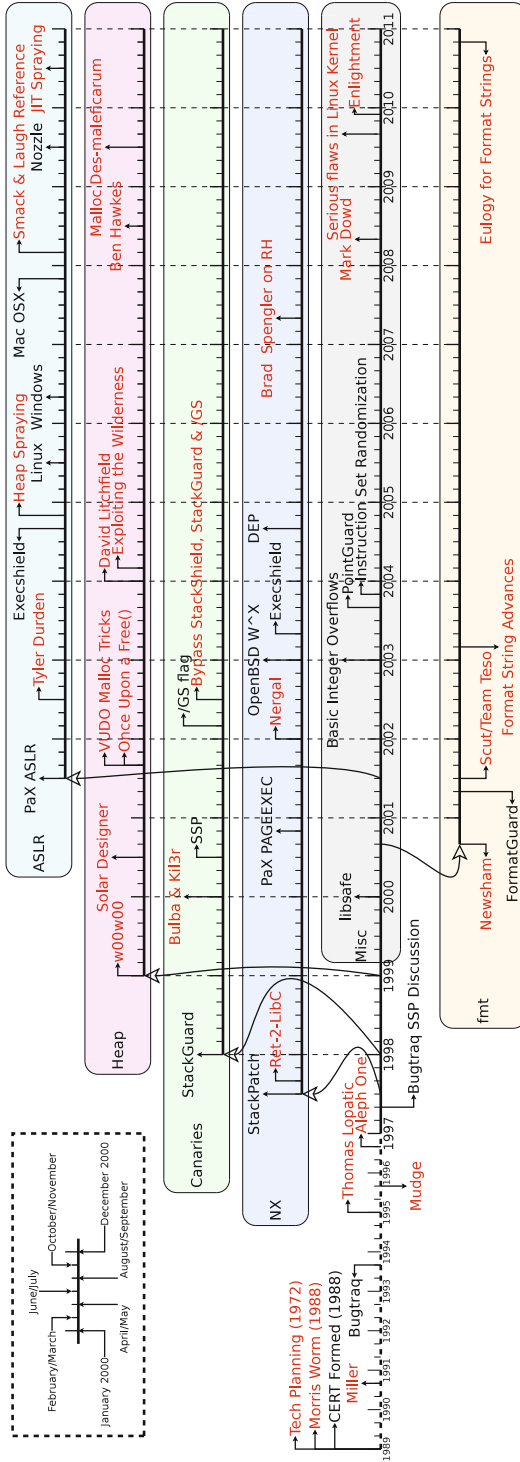 January 2000
February/March
April/May
June/July
August/September
October/November
December 2000
ASLR
PaX ASLR
Tyler Durden
Execshield
Heap Spraying
Linux
Windows
Mac OSX
Smack & Laugh Reference
Nozzle
JIT Spraying
Heap
w00w00
Solar Designer
VUDO Malloc Tricks
Once Upon a Free()
David Litchfield
Exploiting the Wilderness
Ben Hawkes
Malloc Des-maleficarum
Canaries
StackGuard
Bulba & Kil3r
SSP
/GS flag
Bypass StackShield, StackGuard & /GS
NX
StackPatch
Ret-2-LibC
PaX PAGEEXEC
Nergal
OpenBSD W^X
Execshield
DEP
Brad Spengler on RH
Tech Planning (1972)
Morris Worm (1988)
CERT Formed (1988)
Miller
Bugtraq
Thomas Lopatic
Mudge
Aleph One
Bugtraq SSP Discussion
Misc
libsafe
Basic Integer Overflows
PointGuard
Instruction Set Randomization
Mark Dowd
Serious flaws in Linux Kernel
Enlightment
1989
1990
1991
1992
1993
1994
1995
1996
1997
1998
1999
2000
2001
2002
2003
2004
2005
2006
2007
2008
2009
2010
2011
fmt
Newsham
FormatGuard
Scut/Team Teso
Format String Advances
Eulogy for Format Strings